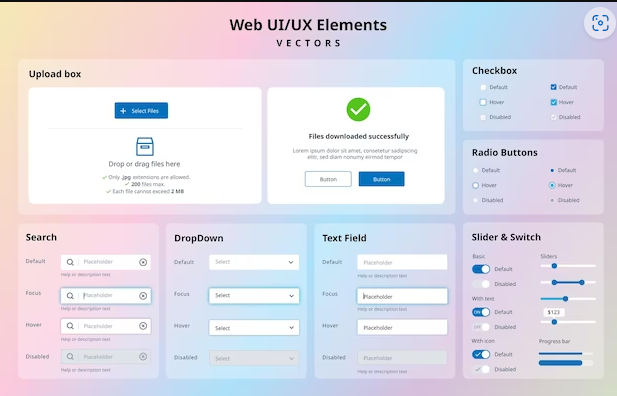 Web UI/UX Elements
VECTORS
Upload box
+ Select Files
Drop or drag files here
Only .jpg extensions are allowed.
200 files max.
Each file cannot exceed 2 MB
Files downloaded successfully
Lorem ipsum dolor sit amet, consetetur sadipscing
elitr, sed diam nonumy eirmod tempor
Button Button
Checkbox
Default Default
Hover Hover
Disabled Disabled
Radio Buttons
Default Default
Hover Hover
Disabled Disabled
Search
Default Placeholder
Help or description text
Focus Placeholder
Help or description text
Hover Placeholder
Help or description text
Disabled Placeholder
Help or description text
DropDown
Default Select
Focus Select
Hover Select
Disabled Select
Text Field
Default Placeholder
Help or description text
Focus Placeholder
Help or description text
Hover Placeholder
Disabled Placeholder
Help or description text
Slider & Switch
Basic Sliders
Default
Disabled
With text
ON Default $123
OFF Disabled
With icon Progress bar
Default
Disabled